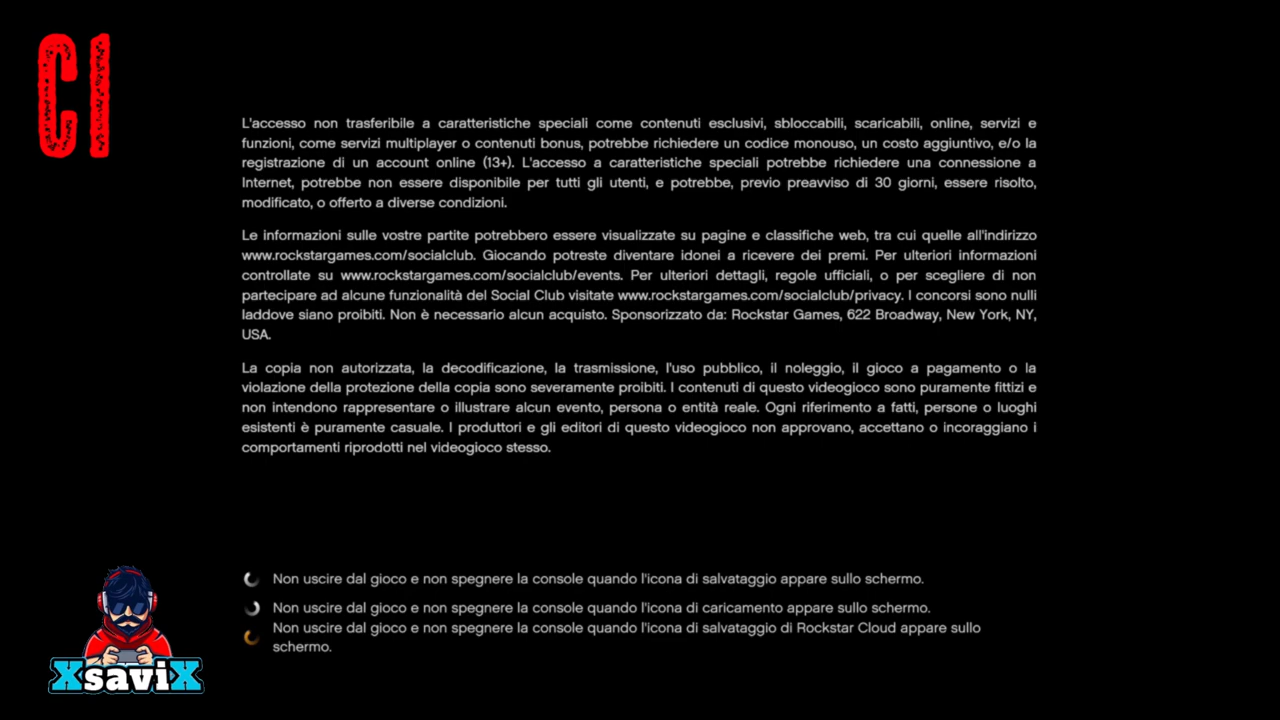 C1
L'accesso non trasferibile a caratteristiche speciali come contenuti esclusivi, sbloccabili, scaricabili, online, servizi e
funzioni, come servizi multiplayer o contenuti bonus, potrebbe richiedere un codice monouso, un costo aggiuntivo, e/o la
registrazione di un account online (13+). L'accesso a caratteristiche speciali potrebbe richiedere una connessione a
Internet, potrebbe non essere disponibile per tutti gli utenti, e potrebbe, previo preavviso di 30 giorni, essere risolto,
modificato, o offerto a diverse condizioni.
Le informazioni sulle vostre partite potrebbero essere visualizzate su pagine e classifiche web, tra cui quelle all'indirizzo
www.rockstargames.com/socialclub. Giocando potreste diventare idonei a ricevere dei premi. Per ulteriori informazioni
controllate su www.rockstargames.com/socialclub/events. Per ulteriori dettagli, regole ufficiali, o per scegliere di non
partecipare ad alcune funzionalità del Social Club visitate www.rockstargames.com/socialclub/privacy. I concorsi sono nulli
laddove siano proibiti. Non è necessario alcun acquisto. Sponsorizzato da: Rockstar Games, 622 Broadway, New York, NY,
USA.
La copia non autorizzata, la decodificazione, la trasmissione, l'uso pubblico, il noleggio, il gioco a pagamento o la
violazione della protezione della copia sono severamente proibiti. I contenuti di questo videogioco sono puramente fittizi e
non intendono rappresentare o illustrare alcun evento, persona o entità reale. Ogni riferimento a fatti, persone o luoghi
esistenti è puramente casuale. I produttori e gli editori di questo videogioco non approvano, accettano o incoraggiano i
comportamenti riprodotti nel videogioco stesso.
Non uscire dal gioco e non spegnere la console quando l'icona di salvataggio appare sullo schermo.
Non uscire dal gioco e non spegnere la console quando l'icona di caricamento appare sullo schermo.
Non uscire dal gioco e non spegnere la console quando l'icona di salvataggio di Rockstar Cloud appare sullo
schermo.
XsaviX